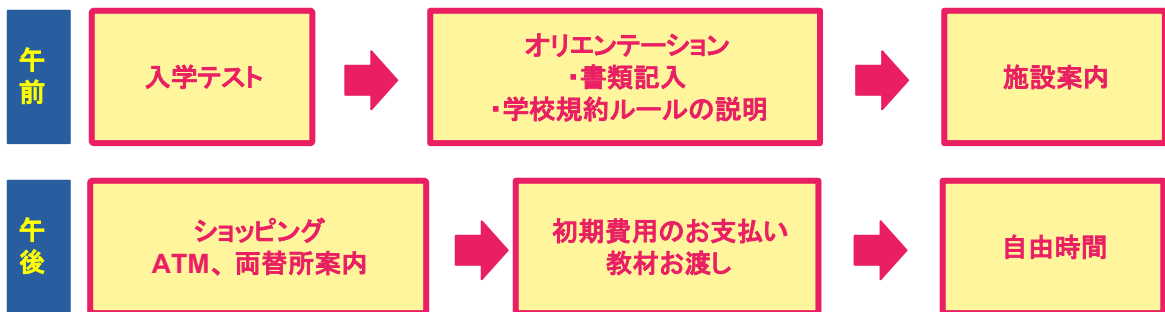 午前
入学テスト
オリエンテーション
・書類記入
・学校規約ルールの説明
施設案内
午後
ショッピング
ATM、両替所案内
初期費用のお支払い
教材お渡し
自由時間